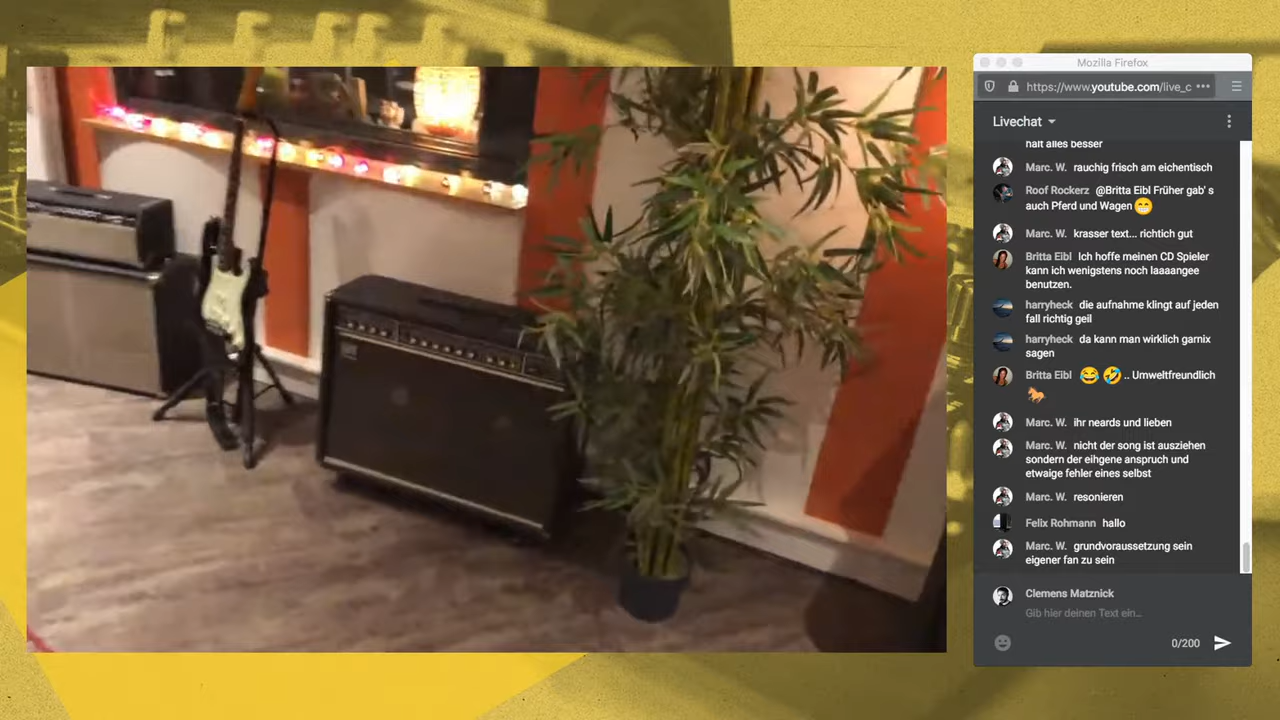 Mozilla Firefox
https://www.youtube.com/live_c
Livechat
hält alles besser
Marc. W. rauchig frisch am eichentisch
Roof Rockerz @Britta Eibl Früher gab' s
auch Pferd und Wagen😁
Marc. W. krasser text... richtich gut
Britta Eibl Ich hoffe meinen CD Spieler
kann ich wenigstens noch laaaangee
benutzen.
harryheck die aufnahme klingt auf jeden
fall richtig geil
harryheck da kann man wirklich garnix
sagen
Britta Eibl 😂🤣.. Umweltfreundlich
🐎
Marc. W. ihr neards und lieben
Marc. W. nicht der song ist ausziehen
sondern der eihgene anspruch und
etwaige fehler eines selbst
Marc. W. resonieren
Felix Rohmann hallo
Marc. W. grundvoraussetzung sein
eigener fan zu sein
Clemens Matznick
Gib hier deinen Text ein...
0/200